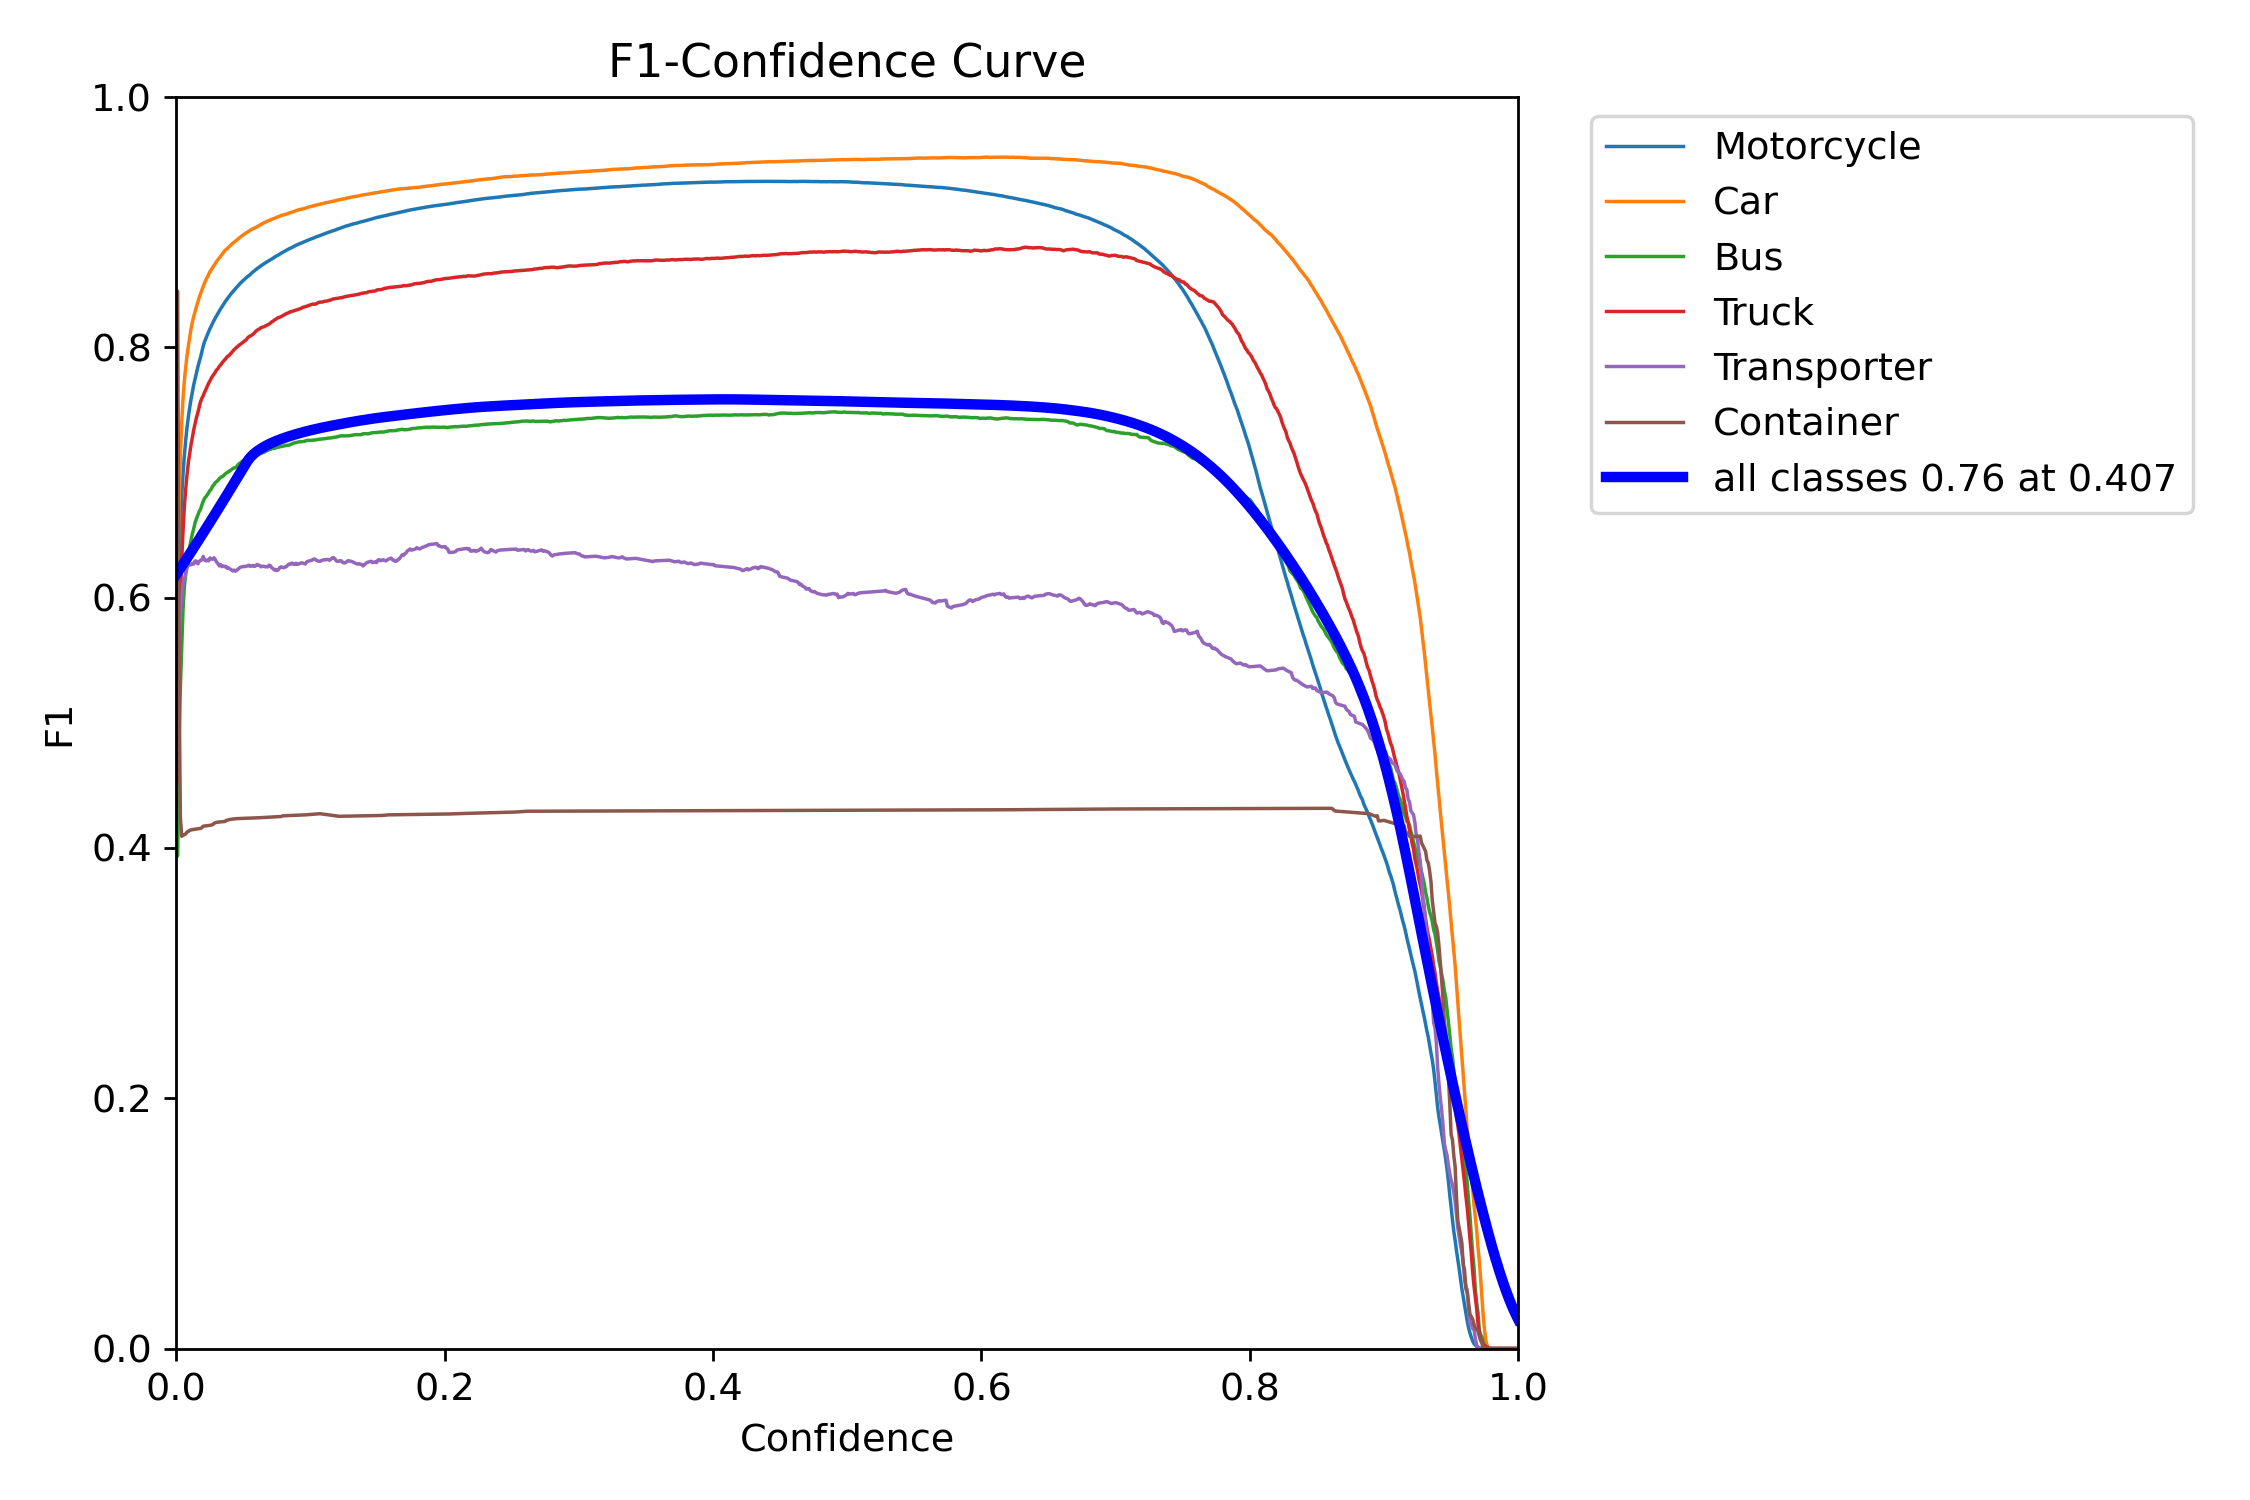 F1-Confidence Curve
1.0
0.8
0.6
0.4
0.2
0.0
F1
0.0 0.2 0.4 0.6 0.8 1.0
Confidence
Motorcycle
Car
Bus
Truck
Transporter
Container
all classes 0.76 at 0.407